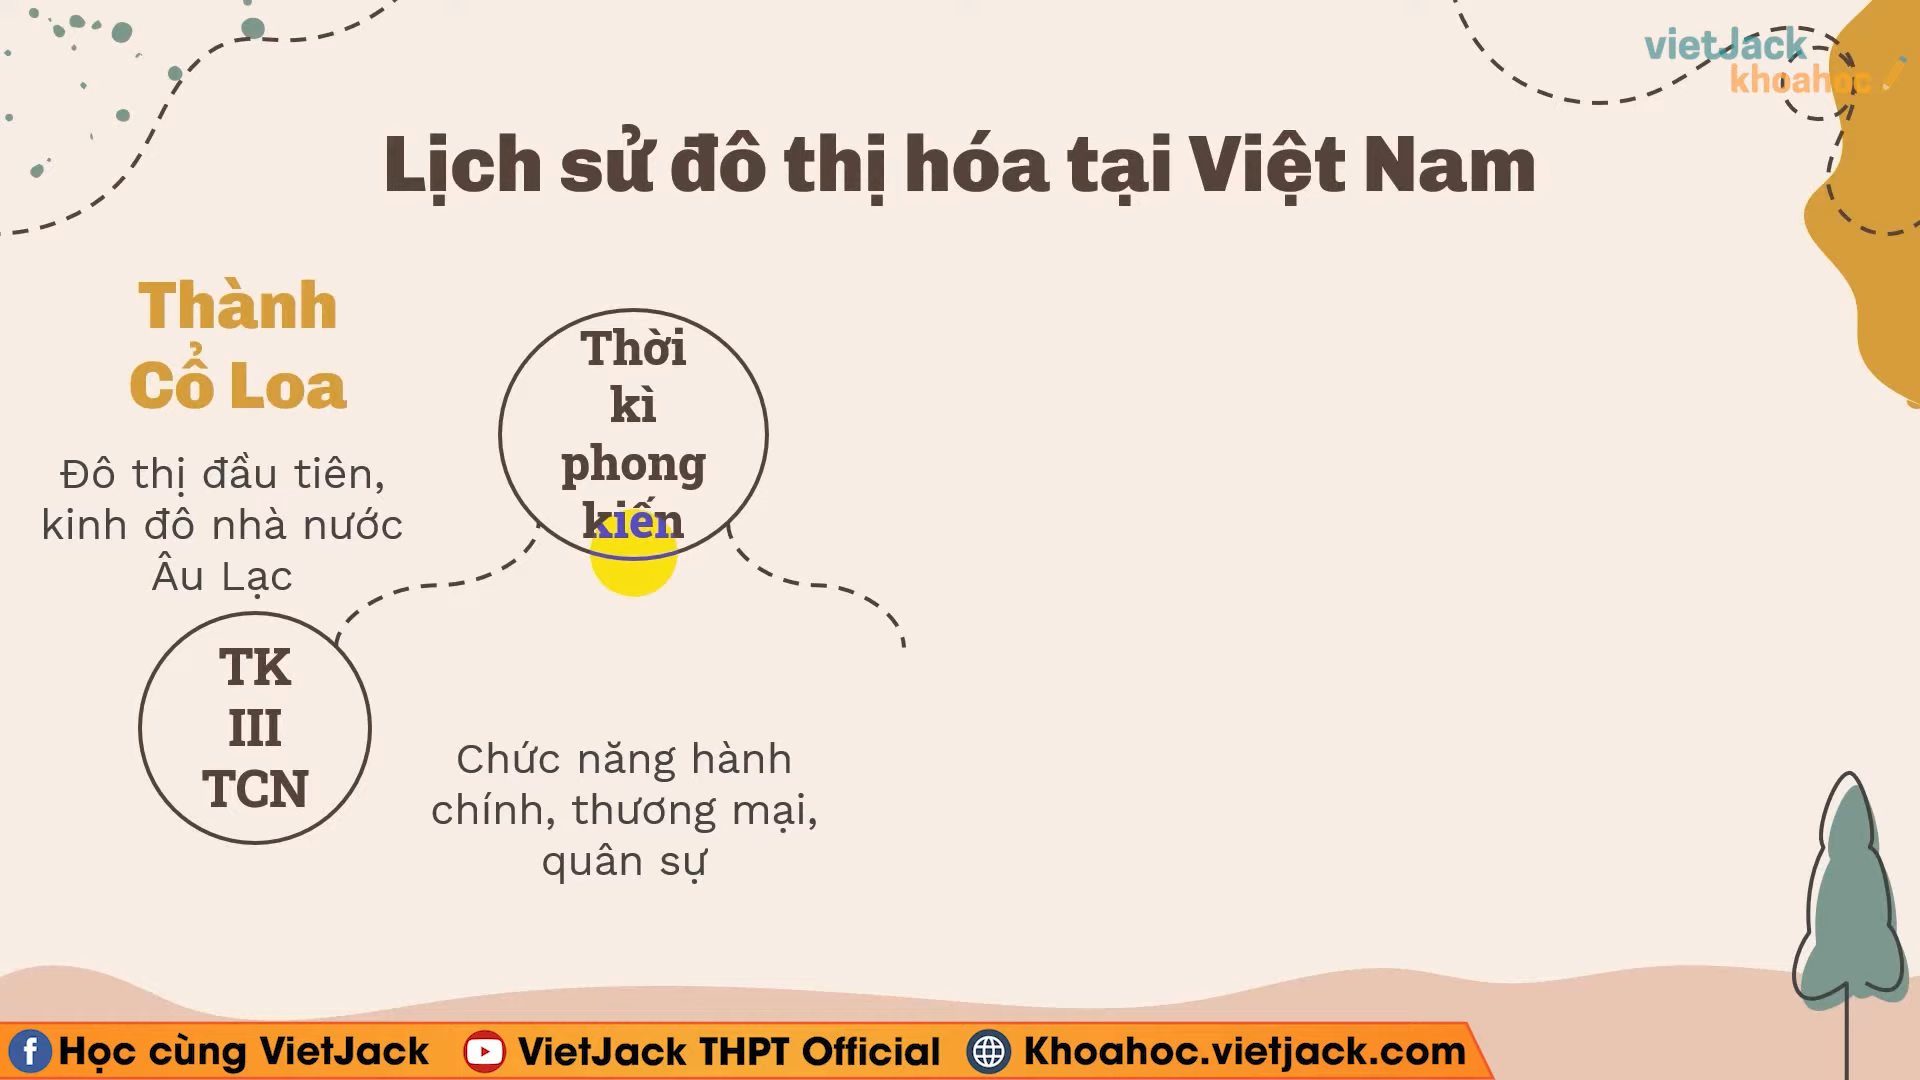 vietJack
khoahoc
Lịch sử đô thị hóa tại Việt Nam
Thành
Cổ Loa
Đô thị đầu tiên,
kinh đô nhà nước
Âu Lạc
TK
III
TCN
Thời
kì
phong
kiến
Chức năng hành
chính, thương mại,
quân sự
Học cùng VietJack
VietJack THPT Official
Khoahoc.vietjack.com